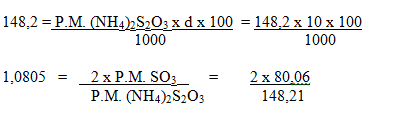 148,2 = P.M. (NH4)2S2O3 x d x 100 = 148,2 x 10 x 100
1000 1000
1,0805 = 2 x P.M. SO3 = 2 x 80,06
P.M. (NH4)2S2O3 148,21